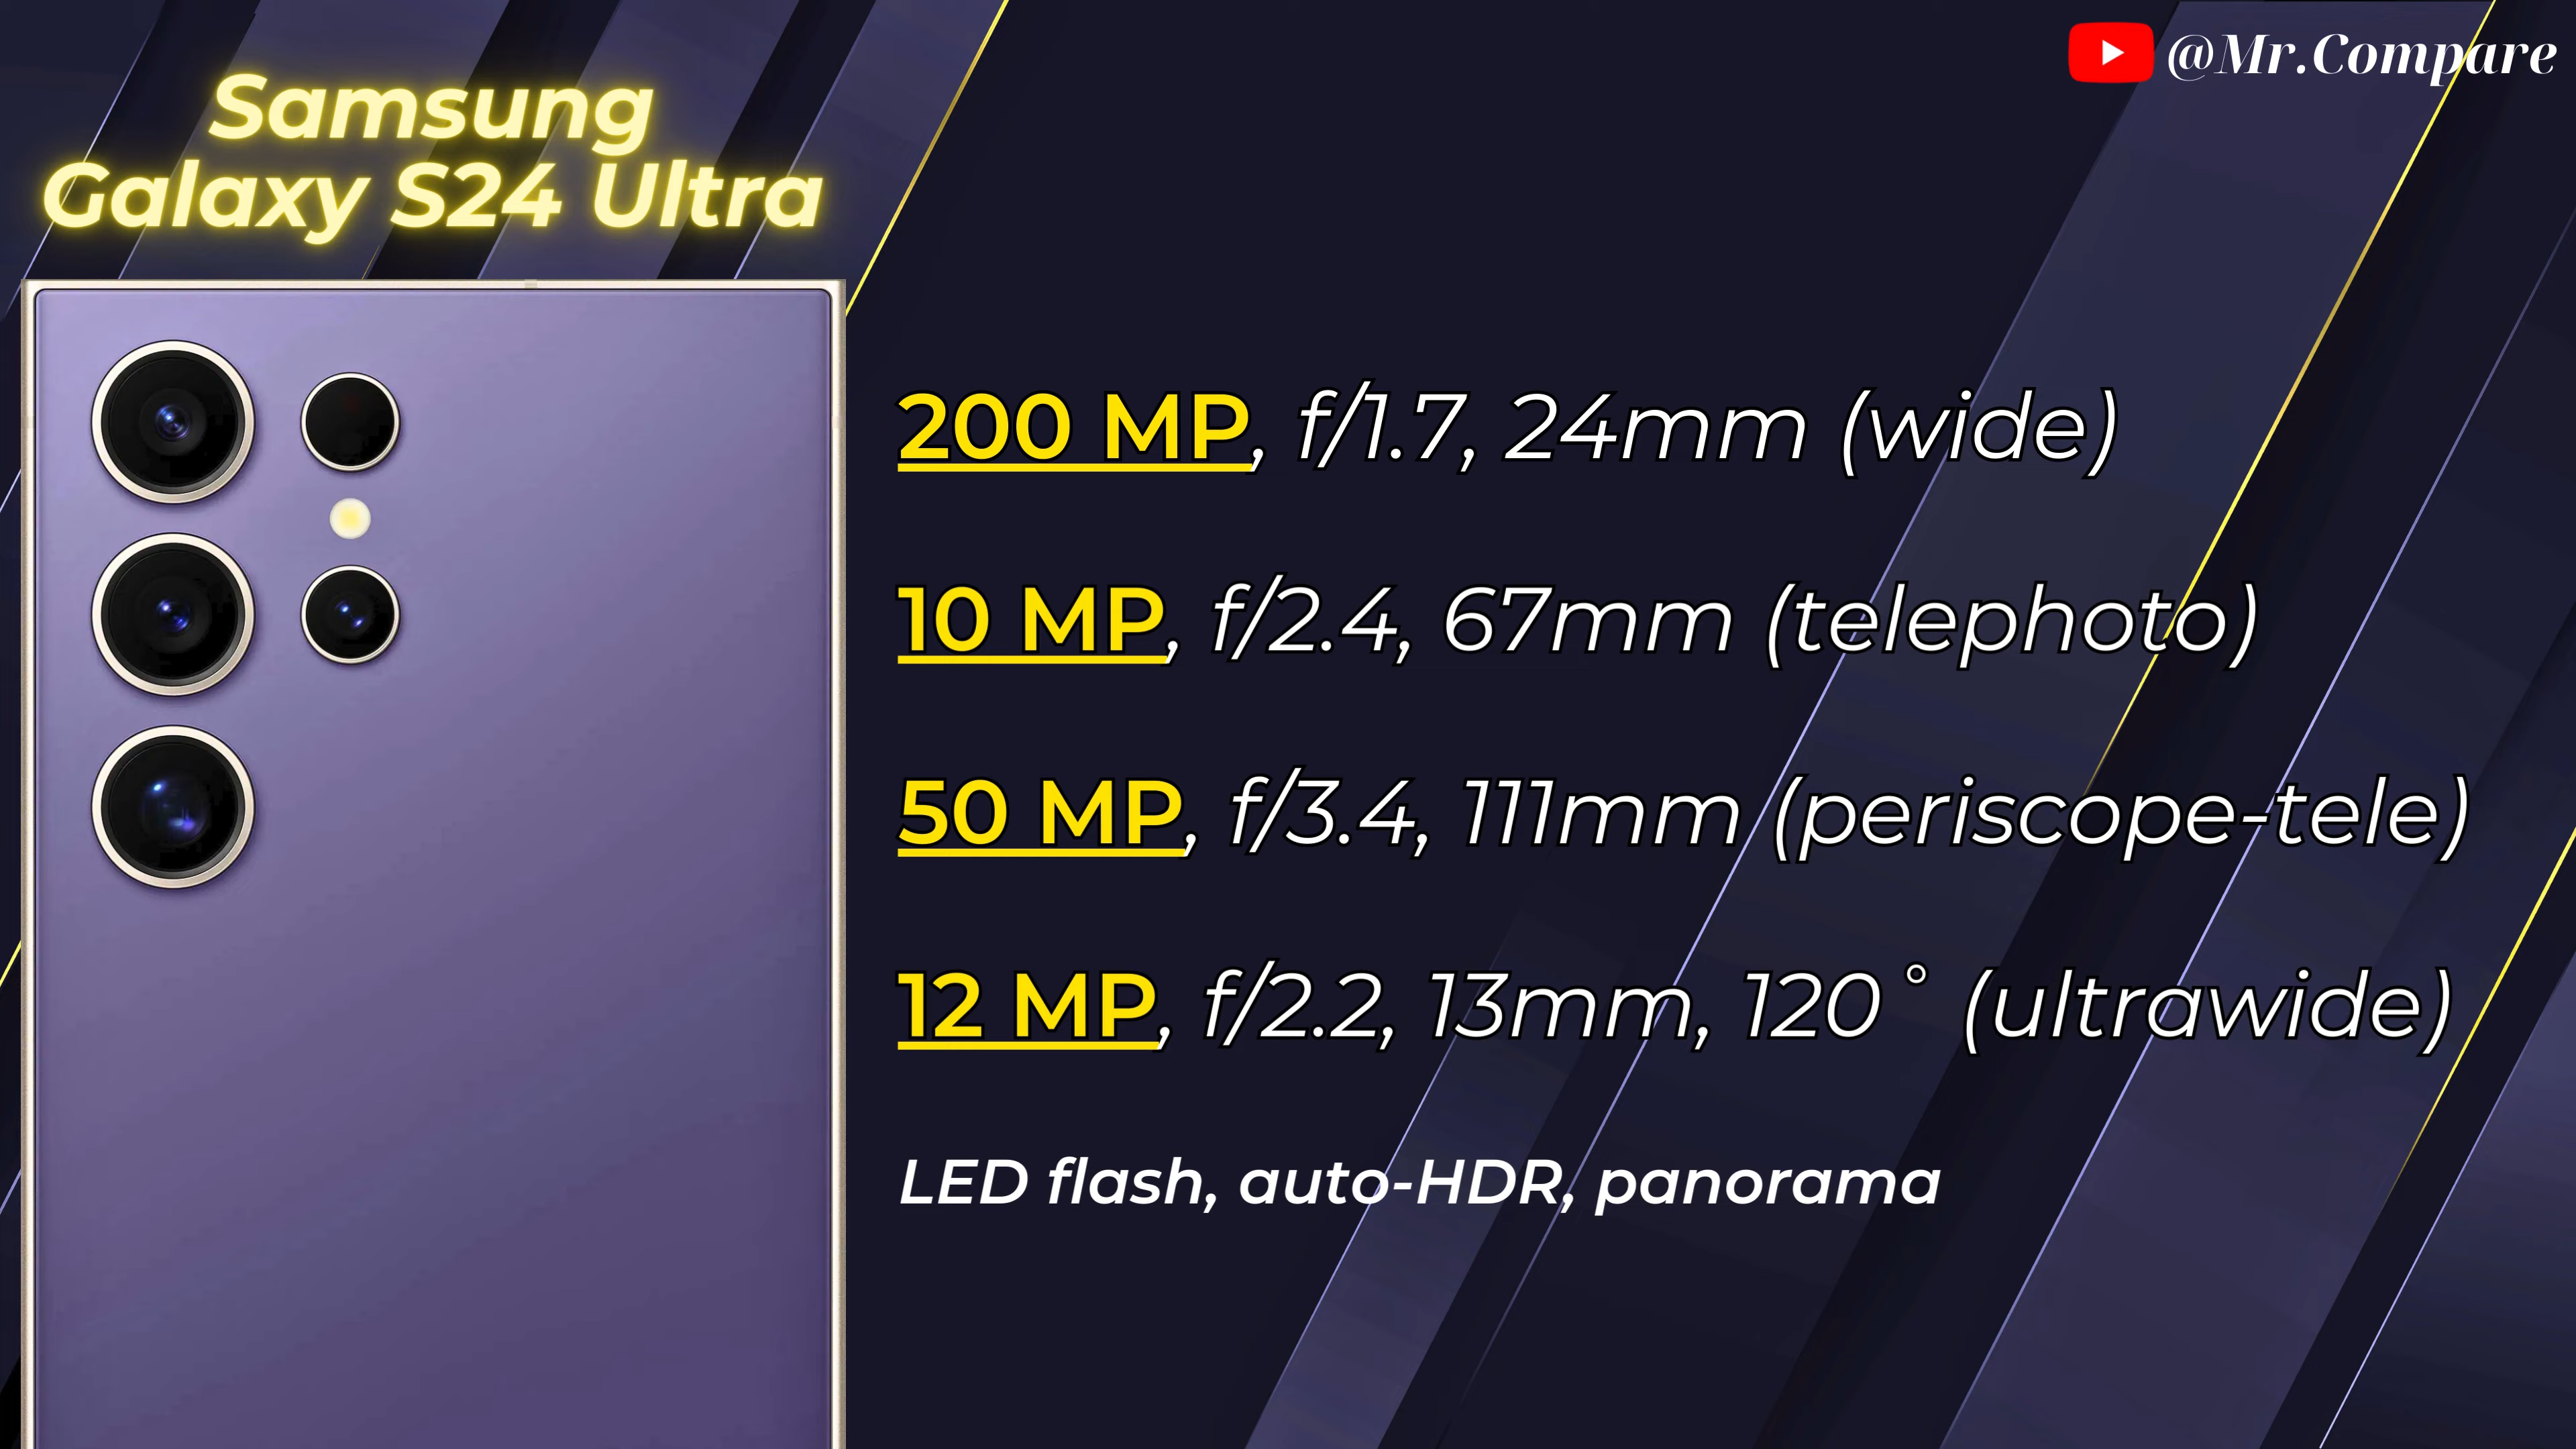 @Mr.Compare
Samsung
Galaxy S24 Ultra
200 MP, f/1.7, 24mm (wide)
10 MP, f/2.4, 67mm (telephoto)
50 MP, f/3.4, 111mm (periscope-tele)
12 MP, f/2.2, 13mm, 120˚ (ultrawide)
LED flash, auto-HDR, panorama